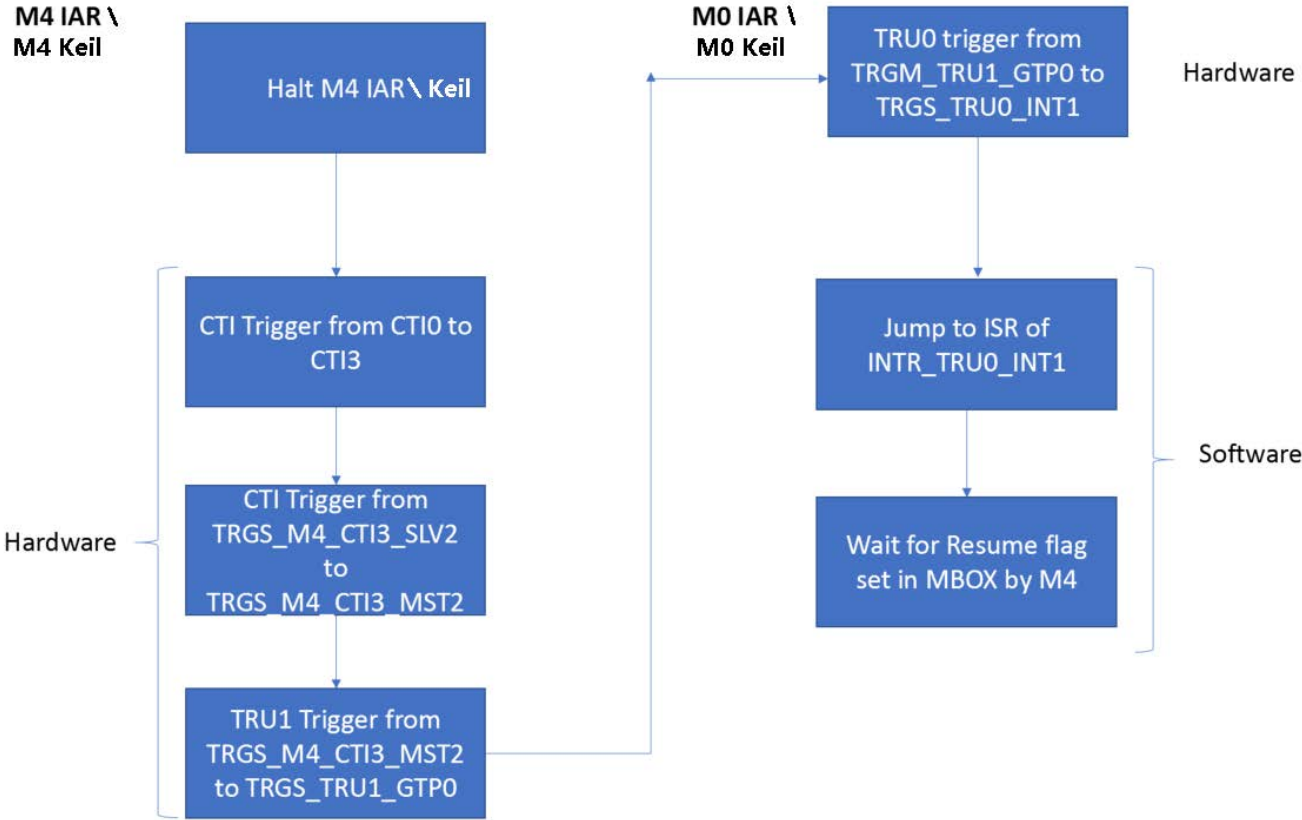 M4 IAR \
M4 Keil
Halt M4 IAR \ Keil
CTI Trigger from CTI0 to
CTI3
CTI Trigger from
TRGS_M4_CTI3_SLV2
to
TRGS_M4_CTI3_MST2
TRU1 Trigger from
TRGS_M4_CTI3_MST2
to TRGS_TRU1_GTP0
Hardware
M0 IAR \
M0 Keil
TRU0 trigger from
TRGM_TRU1_GTP0 to
TRGS_TRU0_INT1
Hardware
Jump to ISR of
INTR_TRU0_INT1
Wait for Resume flag
set in MBOX by M4
Software